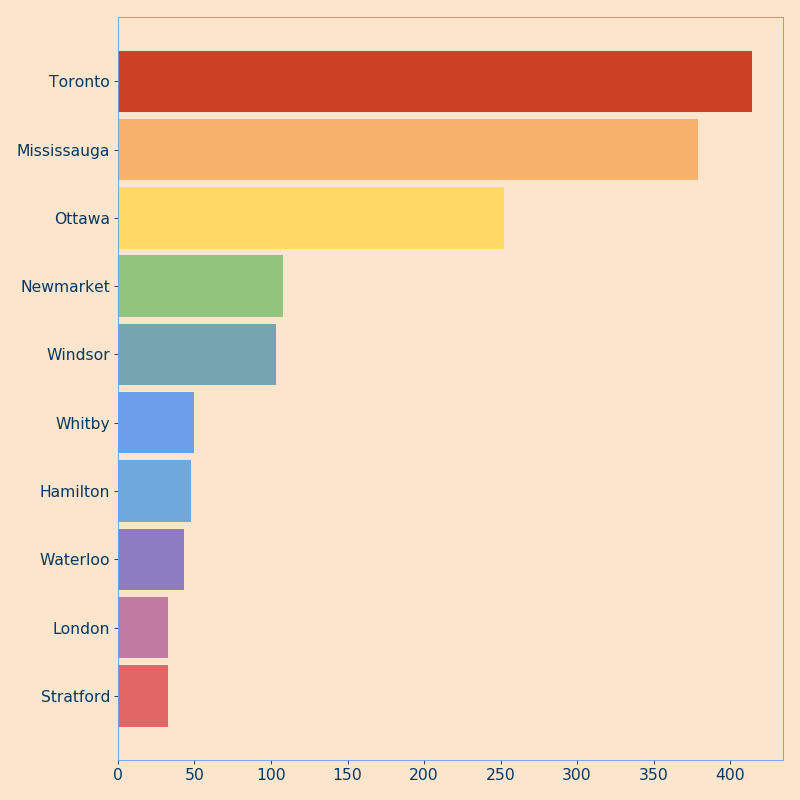 Toronto
Mississauga
Ottawa
Newmarket
Windsor
Whitby
Hamilton
Waterloo
London
Stratford
0 50 100 150 200 250 300 350 400